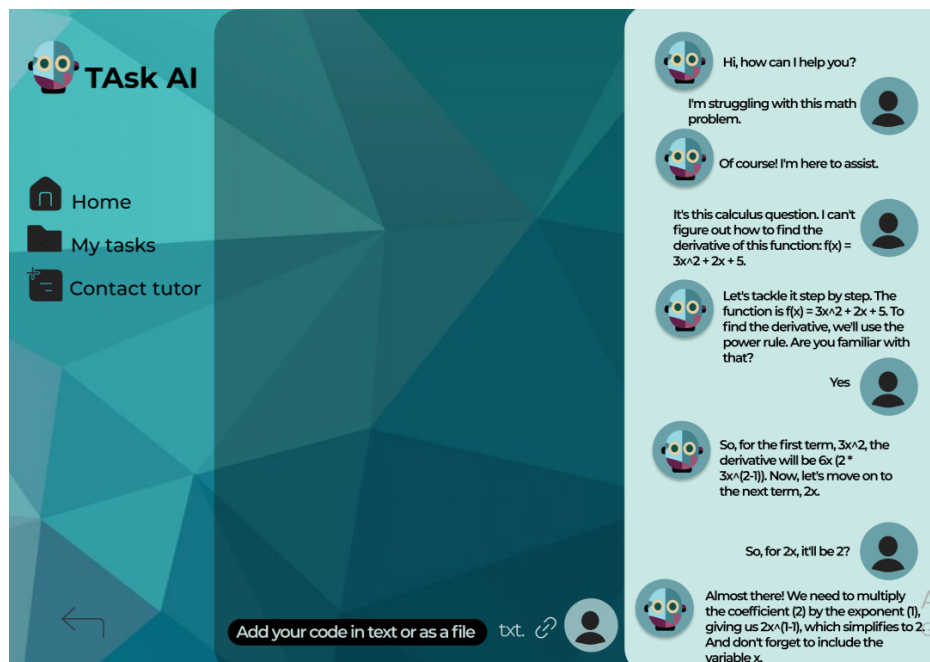 TAsk AI
Home
My tasks
Contact tutor
Add your code in text or as a file
txt.
Hi, how can I help you?
I'm struggling with this math
problem.
Of course! I'm here to assist.
It's this calculus question. I can't
figure out how to find the
derivative of this function: f(x) =
3x^2 + 2x + 5.
Let's tackle it step by step. The
function is f(x) = 3x^2 + 2x + 5. To
find the derivative, we'll use the
power rule. Are you familiar with
that?
Yes
So, for the first term, 3x^2, the
derivative will be 6x (2 *
3x^(2-1)). Now, let's move on to
the next term, 2x.
So, for 2x, it'll be 2?
Almost there! We need to multiply
the coefficient (2) by the exponent (1),
giving us 2x^(1-1), which simplifies to 2.
And don't forget to include the
variable x.